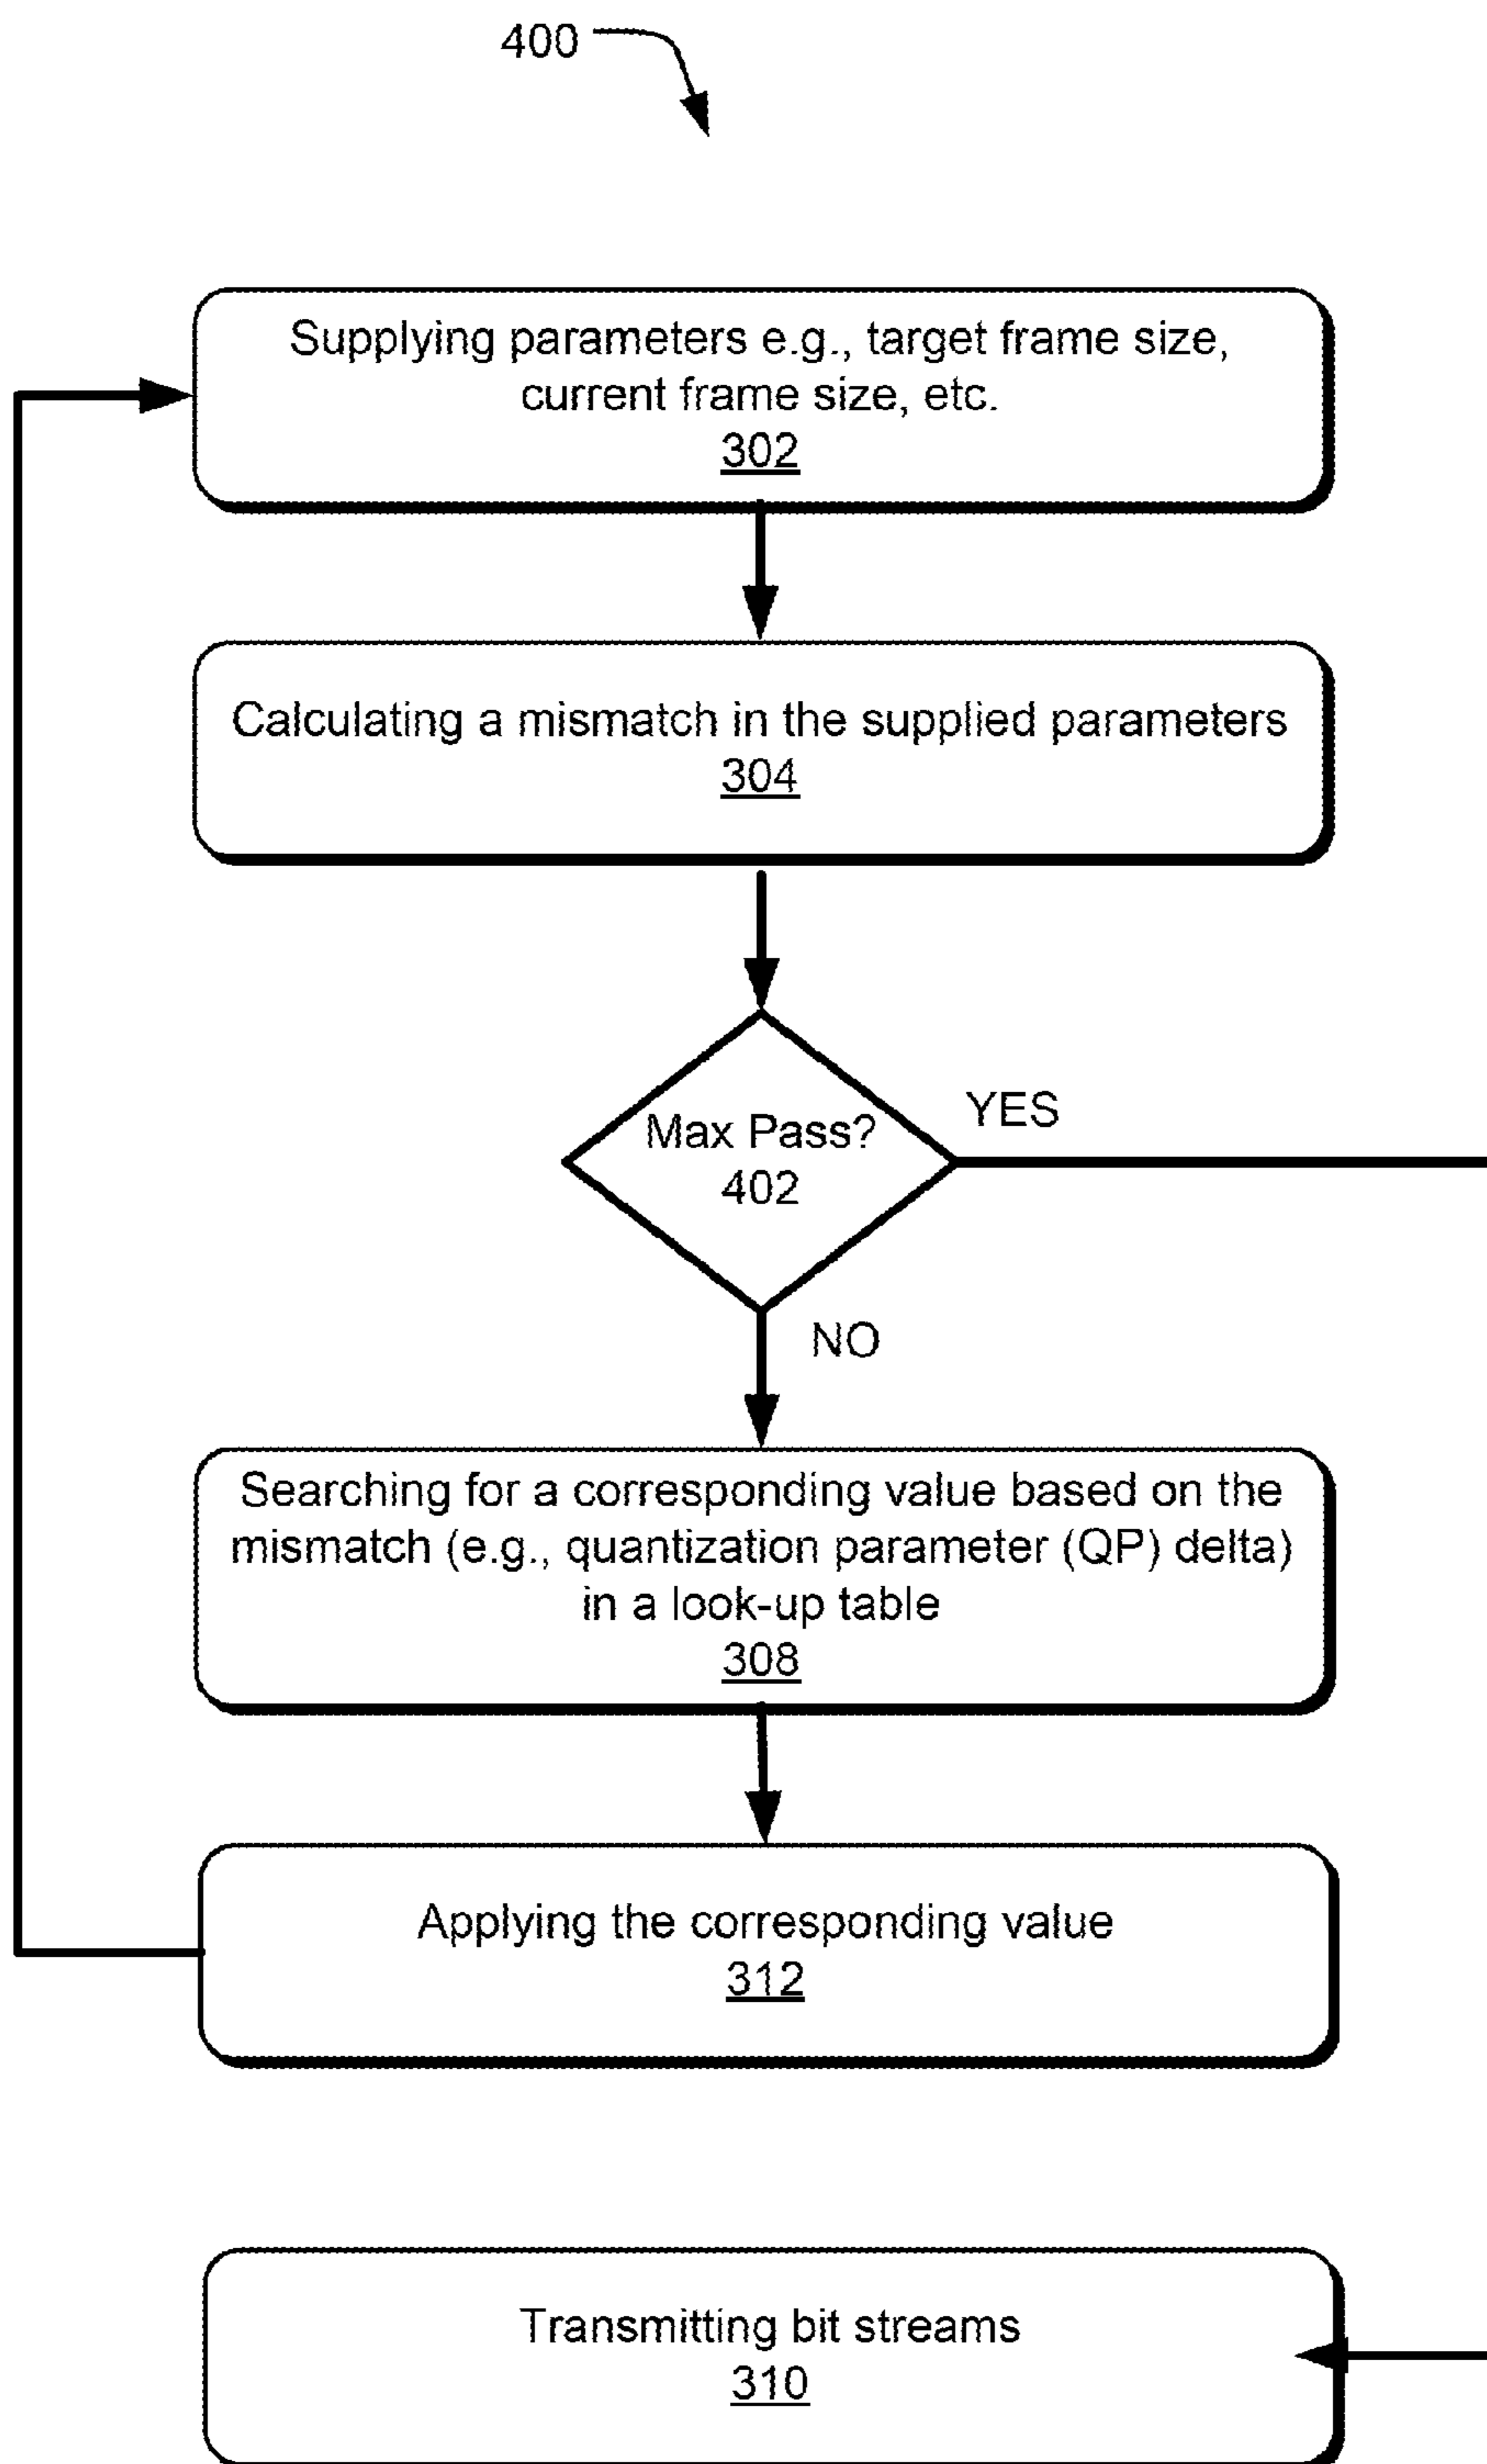 400
Supplying parameters e.g., target frame size,
current frame size, etc.
302
Calculating a mismatch in the supplied parameters
304
Max Pass?
402
YES
NO
Searching for a corresponding value based on the
mismatch (e.g., quantization parameter (QP) delta)
in a look-up table
308
Applying the corresponding value
312
Transmitting bit streams
310